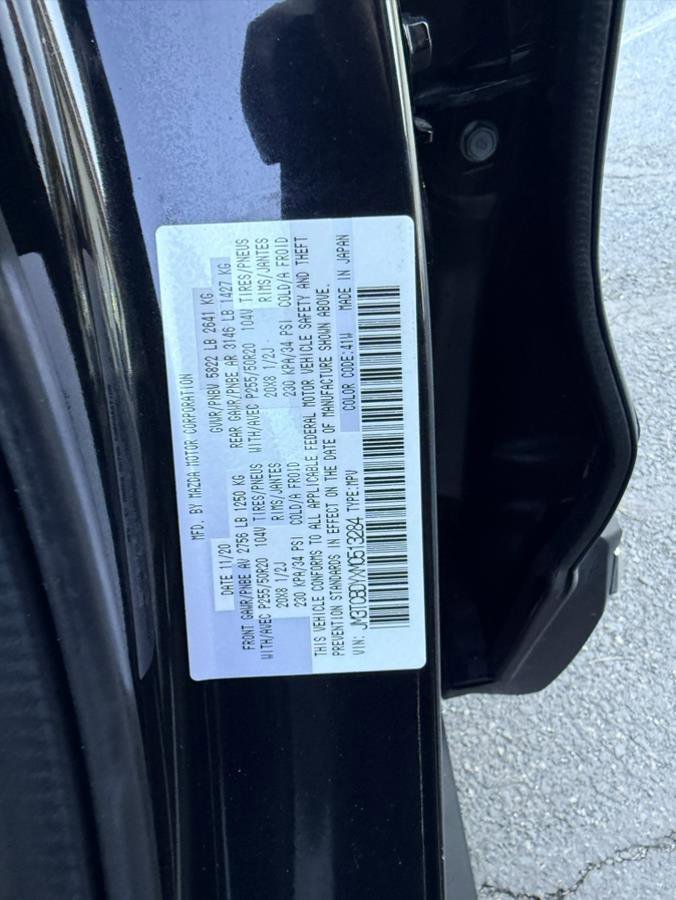 MFD. BY MAZDA MOTOR CORPORATION
DATE 11/20 GVWR/PNBV 5822 LB 2641 KG
FRONT GAWR/PNBE AV 2756 LB 1250 KG REAR GAWR/PNBE AR 3146 LB 1427 KG
WITH/AVEC P255/50R20 104V TIRES/PNEUS WITH/AVEC P255/50R20 104V TIRES/PNEUS
20X8 1/2J RIMS/JANTES 20X8 1/2J RIMS/JANTES
230 KPA/34 PSI COLD/A FROID 230 KPA/34 PSI COLD/A FROID
THIS VEHICLE CONFORMS TO ALL APPLICABLE FEDERAL MOTOR VEHICLE SAFETY AND THEFT
PREVENTION STANDARDS IN EFFECT ON THE DATE OF MANUFACTURE SHOWN ABOVE.
VIN: JM3TCBDYXM0513284 TYPE:MPV COLOR CODE:41W MADE IN JAPAN